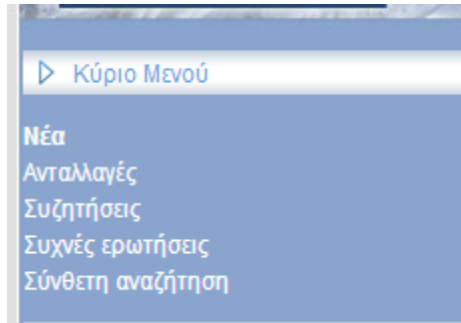 Κύριο Μενού
Νέα
Ανταλλαγές
Συζητήσεις
Συχνές ερωτήσεις
Σύνθετη αναζήτηση